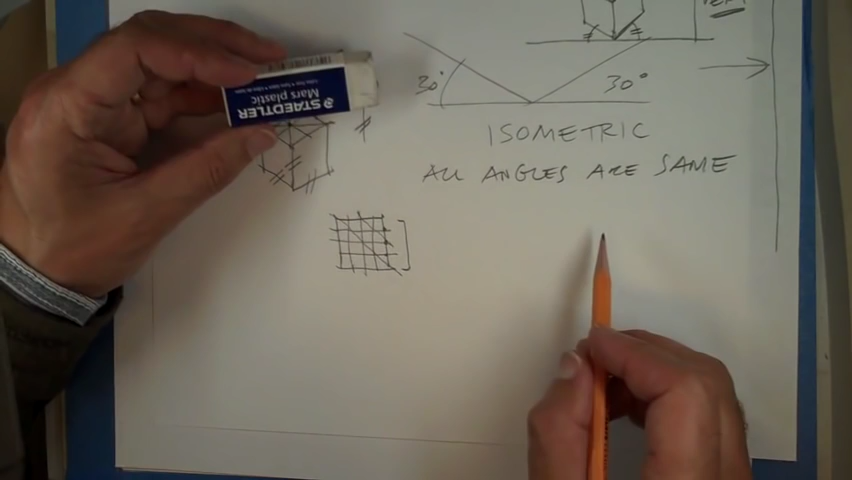 30°
30°
ISOMETRIC
ALL ANGLES ARE SAME
STAEDTLER
Mars plastic